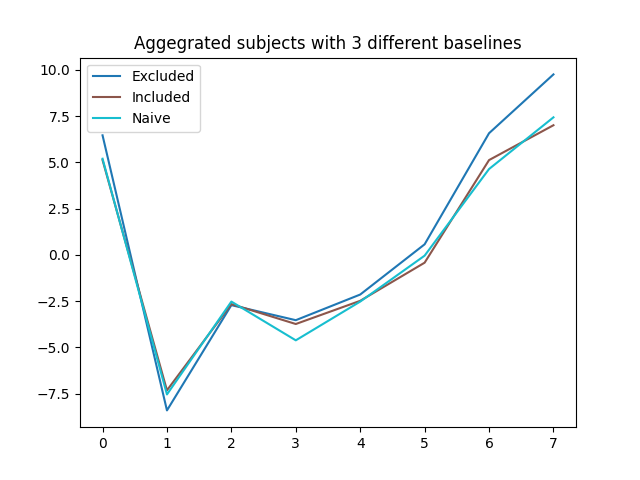 Aggegrated subjects with 3 different baselines
10.0
7.5
5.0
2.5
0.0
−2.5
−5.0
−7.5
Excluded
Included
Naive
0 1 2 3 4 5 6 7